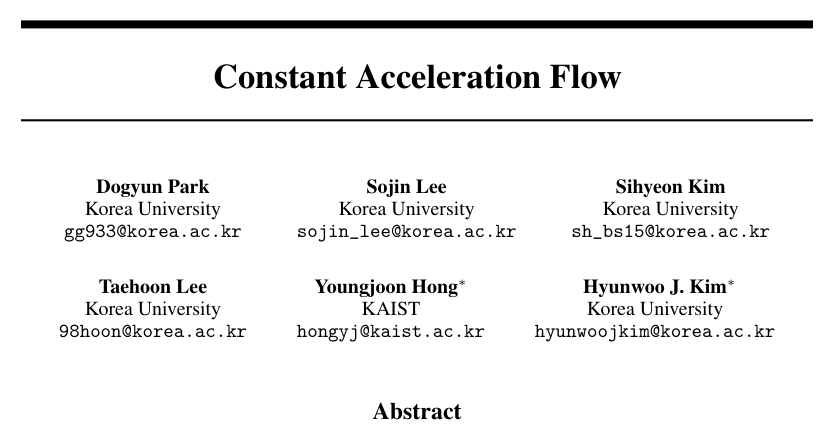 Constant Acceleration Flow
Dogyun Park Sojin Lee Sihyeon Kim
Korea University Korea University Korea University
gg933@korea.ac.kr sojin_lee@korea.ac.kr sh_bs15@korea.ac.kr
Taehoon Lee Youngjoon Hong* Hyunwoo J. Kim*
Korea University KAIST Korea University
98hoon@korea.ac.kr hongyj@kaist.ac.kr hyunwoojkim@korea.ac.kr
Abstract